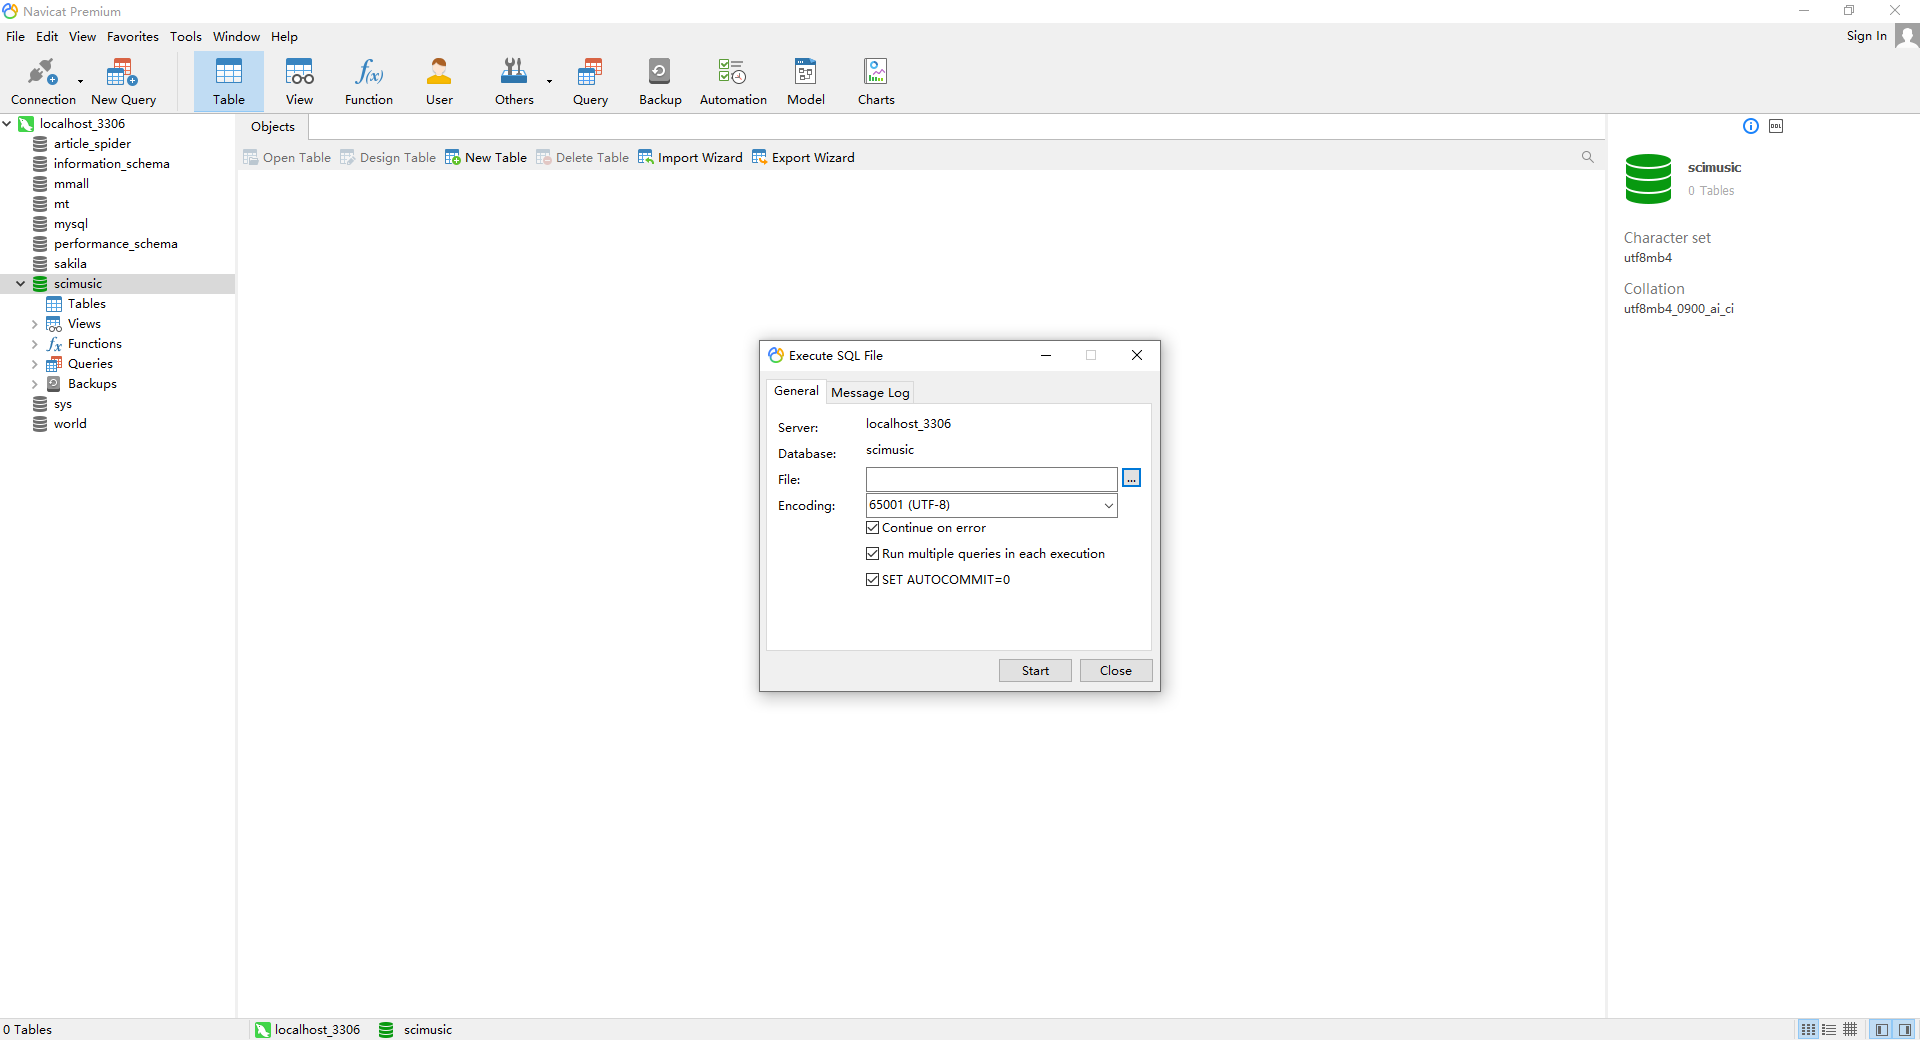 Navicat Premium
File Edit View Favorites Tools Window Help
Sign In
Connection New Query Table View Function User Others Query Backup Automation Model Charts
localhost_3306
article_spider
information_schema
mmall
mt
mysql
performance_schema
sakila
scimusic
Tables
Views
Functions
Queries
Backups
sys
world
Objects
Open Table Design Table New Table Delete Table Import Wizard Export Wizard
scimusic
0 Tables
Character set
utf8mb4
Collation
utf8mb4_0900_ai_ci
Execute SQL File
General Message Log
Server: localhost_3306
Database: scimusic
File: ...
Encoding: 65001 (UTF-8)
Continue on error
Run multiple queries in each execution
SET AUTOCOMMIT=0
Start Close
0 Tables localhost_3306 scimusic